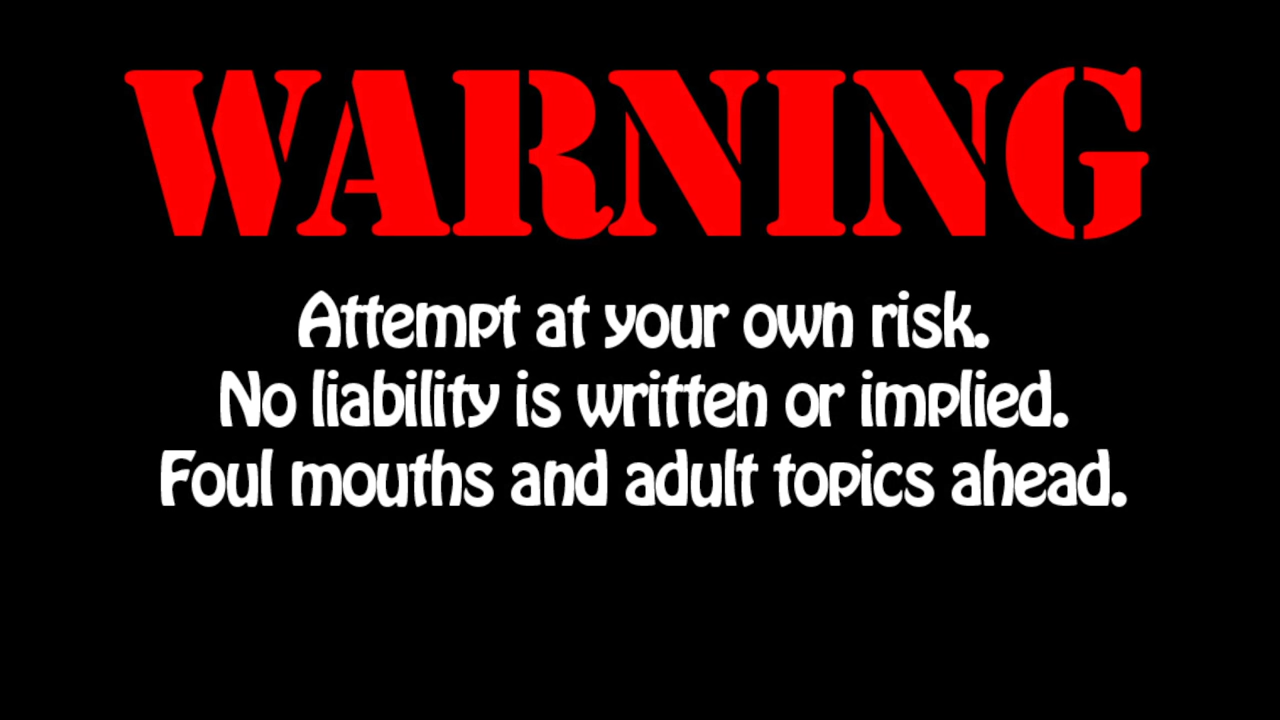 WARNING
Attempt at your own risk.
No liability is written or implied.
Foul mouths and adult topics ahead.